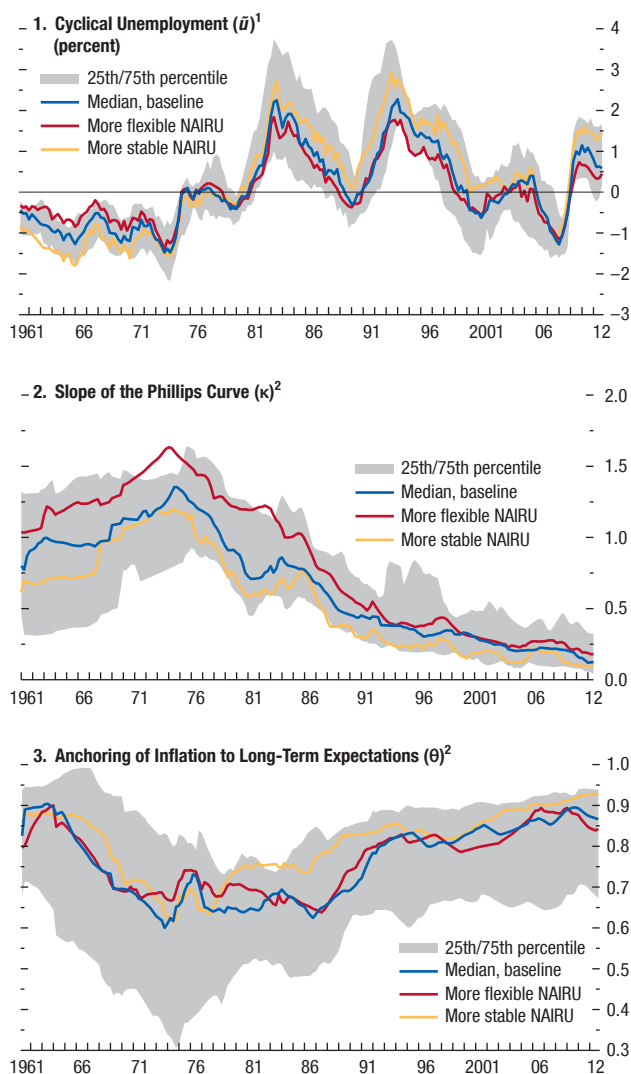 1. Cyclical Unemployment (ũ)¹
(percent)
25th/75th percentile
Median, baseline
More flexible NAIRU
More stable NAIRU
4
3
2
1
0
–1
–2
–3
1961 66 71 76 81 86 91 96 2001 06 12
2. Slope of the Phillips Curve (κ)²
25th/75th percentile
Median, baseline
More flexible NAIRU
More stable NAIRU
2.0
1.5
1.0
0.5
0.0
1961 66 71 76 81 86 91 96 2001 06 12
3. Anchoring of Inflation to Long-Term Expectations (θ)²
1.0
0.9
0.8
0.7
0.6
0.5
0.4
0.3
25th/75th percentile
Median, baseline
More flexible NAIRU
More stable NAIRU
1961 66 71 76 81 86 91 96 2001 06 12